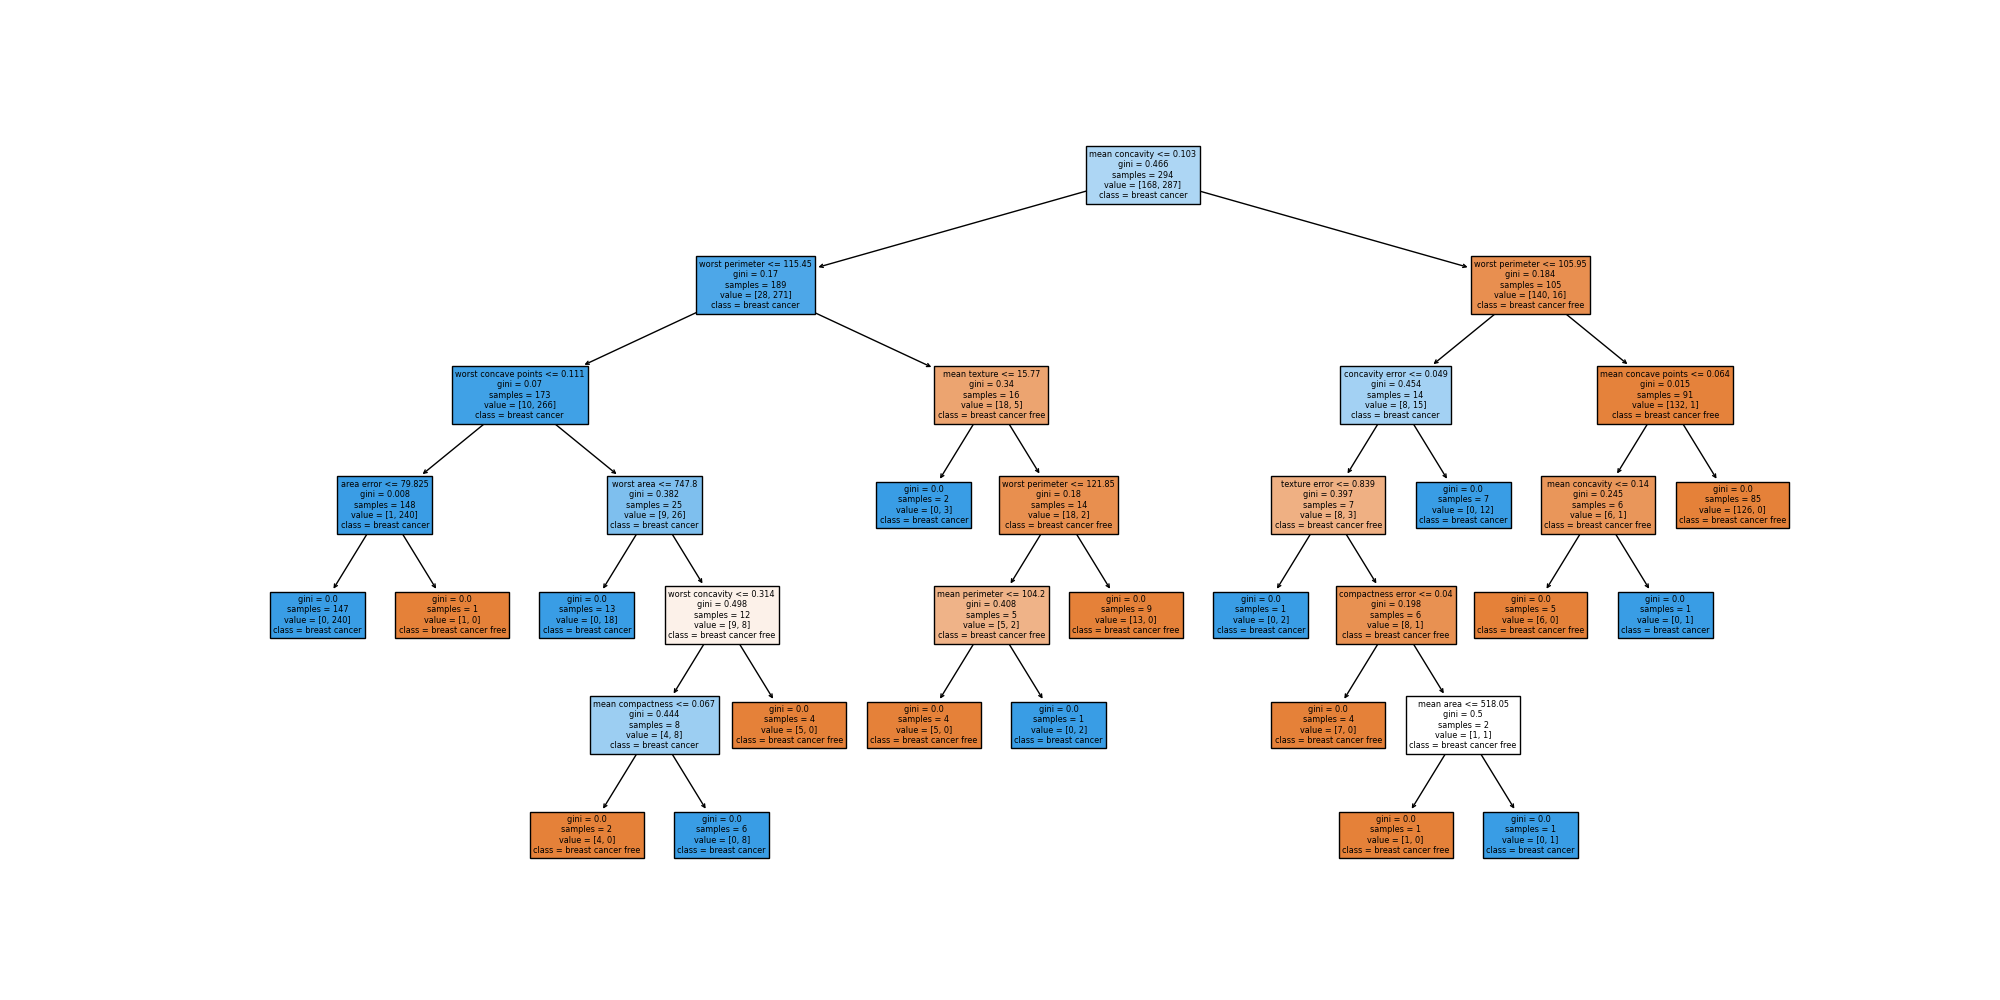 mean concavity <= 0.103
gini = 0.466
samples = 294
value = [168, 287]
class = breast cancer
worst perimeter <= 115.45
gini = 0.17
samples = 189
value = [28, 271]
class = breast cancer
worst perimeter <= 105.95
gini = 0.184
samples = 105
value = [140, 16]
class = breast cancer free
worst concave points <= 0.111
gini = 0.07
samples = 173
value = [10, 266]
class = breast cancer
mean texture <= 15.77
gini = 0.34
samples = 16
value = [18, 5]
class = breast cancer free
concavity error <= 0.049
gini = 0.454
samples = 14
value = [8, 15]
class = breast cancer
mean concave points <= 0.064
gini = 0.015
samples = 91
value = [132, 1]
class = breast cancer free
area error <= 79.825
gini = 0.008
samples = 148
value = [1, 240]
class = breast cancer
worst area <= 747.8
gini = 0.382
samples = 25
value = [9, 26]
class = breast cancer
gini = 0.0
samples = 2
value = [0, 3]
class = breast cancer
worst perimeter <= 121.85
gini = 0.18
samples = 14
value = [18, 2]
class = breast cancer free
texture error <= 0.839
gini = 0.397
samples = 7
value = [8, 3]
class = breast cancer free
gini = 0.0
samples = 7
value = [0, 12]
class = breast cancer
mean concavity <= 0.14
gini = 0.245
samples = 6
value = [6, 1]
class = breast cancer free
gini = 0.0
samples = 85
value = [126, 0]
class = breast cancer free
gini = 0.0
samples = 147
value = [0, 240]
class = breast cancer
gini = 0.0
samples = 1
value = [1, 0]
class = breast cancer free
gini = 0.0
samples = 13
value = [0, 18]
class = breast cancer
worst concavity <= 0.314
gini = 0.498
samples = 12
value = [9, 8]
class = breast cancer free
mean perimeter <= 104.2
gini = 0.408
samples = 5
value = [5, 2]
class = breast cancer free
gini = 0.0
samples = 9
value = [13, 0]
class = breast cancer free
gini = 0.0
samples = 1
value = [0, 2]
class = breast cancer
compactness error <= 0.04
gini = 0.198
samples = 6
value = [8, 1]
class = breast cancer free
gini = 0.0
samples = 5
value = [6, 0]
class = breast cancer free
gini = 0.0
samples = 1
value = [0, 1]
class = breast cancer
mean compactness <= 0.067
gini = 0.444
samples = 8
value = [4, 8]
class = breast cancer
gini = 0.0
samples = 4
value = [5, 0]
class = breast cancer free
gini = 0.0
samples = 4
value = [5, 0]
class = breast cancer free
gini = 0.0
samples = 1
value = [0, 2]
class = breast cancer
gini = 0.0
samples = 4
value = [7, 0]
class = breast cancer free
mean area <= 518.05
gini = 0.5
samples = 2
value = [1, 1]
class = breast cancer free
gini = 0.0
samples = 2
value = [4, 0]
class = breast cancer free
gini = 0.0
samples = 6
value = [0, 8]
class = breast cancer
gini = 0.0
samples = 1
value = [1, 0]
class = breast cancer free
gini = 0.0
samples = 1
value = [0, 1]
class = breast cancer